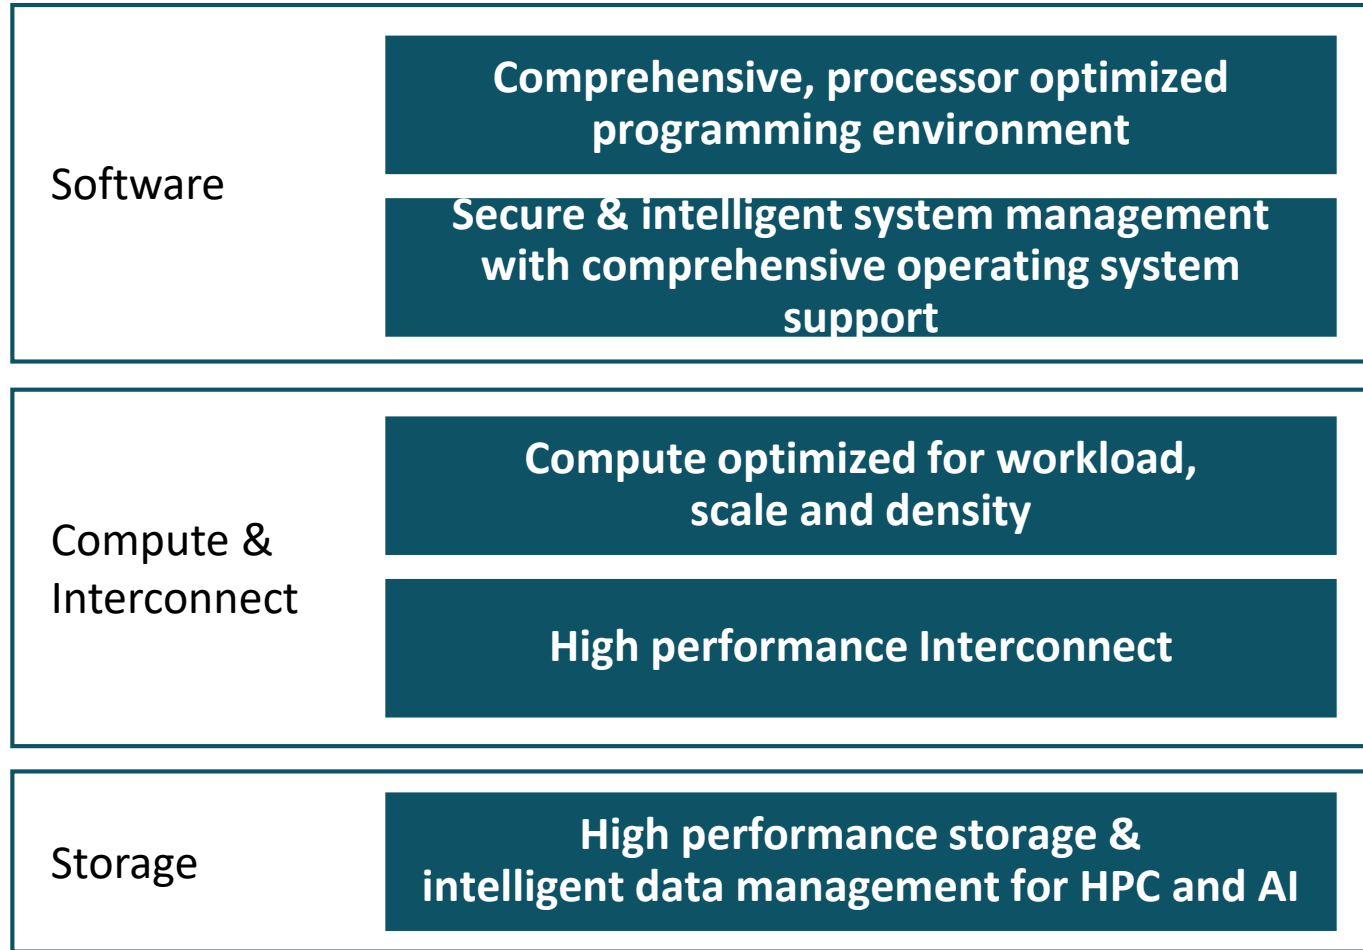 Software
Comprehensive, processor optimized
programming environment
Secure & intelligent system management
with comprehensive operating system
support
Compute &
Interconnect
Compute optimized for workload,
scale and density
High performance Interconnect
Storage
High performance storage &
intelligent data management for HPC and AI